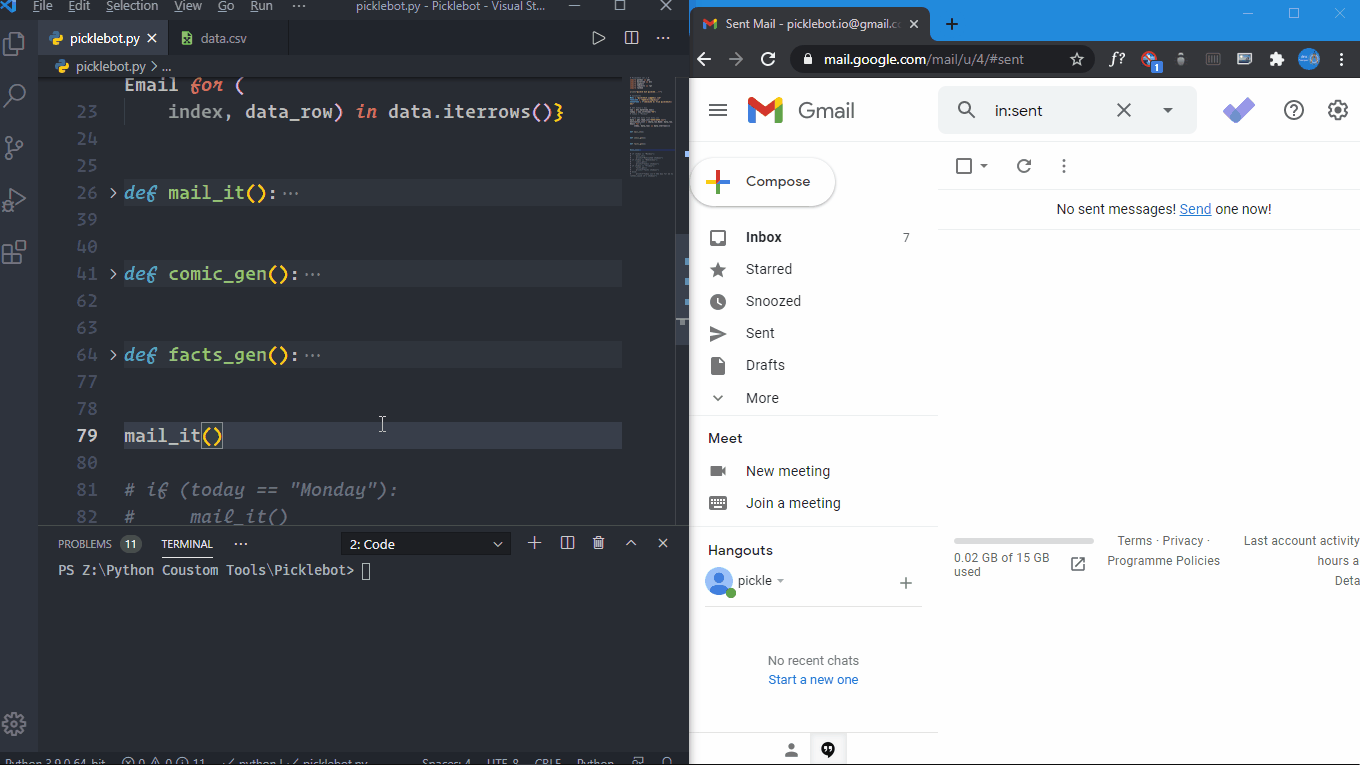 File Edit Selection View Go Run ··· picklebot.py - Picklebot - Visual St...
picklebot.py data.csv
picklebot.py > ...
Email for (
23 index, data_row) in data.iterrows()}
24
25
26 > def mail_it(): ···
39
40
41 > def comic_gen(): ···
62
63
64 > def facts_gen(): ···
77
78
79 mail_it()
80
81 # if (today == "Monday"):
82 # mail_it()
PROBLEMS 11 TERMINAL ··· 2: Code
PS Z:\Python Coustom Tools\Picklebot>
Python 3.9.0 64-bit 0 0 11 python | picklebot.py Spaces: 4 UTF-8 CRLF Python
Sent Mail - picklebot.io@gmail.c
mail.google.com/mail/u/4/#sent
f?
1
Gmail
in:sent
Compose
No sent messages! Send one now!
Inbox 7
Starred
Snoozed
Sent
Drafts
More
Meet
New meeting
Join a meeting
Hangouts
pickle
No recent chats
Start a new one
0.02 GB of 15 GB
used
Terms · Privacy ·
Programme Policies
Last account activity
hours a
Deta